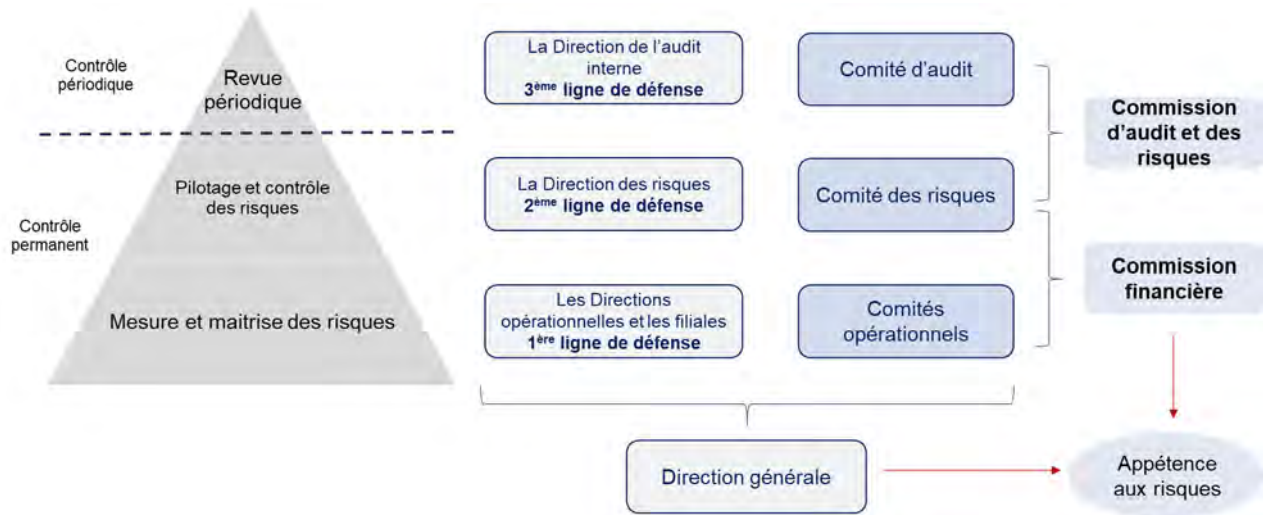 Contrôle
périodique
Revue
périodique
La Direction de l'audit
interne
3ème ligne de défense
Comité d'audit
Commission
d'audit et des
risques
Contrôle
permanent
Pilotage et contrôle
des risques
La Direction des risques
2ème ligne de défense
Comité des risques
Commission
financière
Mesure et maitrise des risques
Les Directions
opérationnelles et les filiales
1ère ligne de défense
Comités
opérationnels
Direction générale
Appétence
aux risques